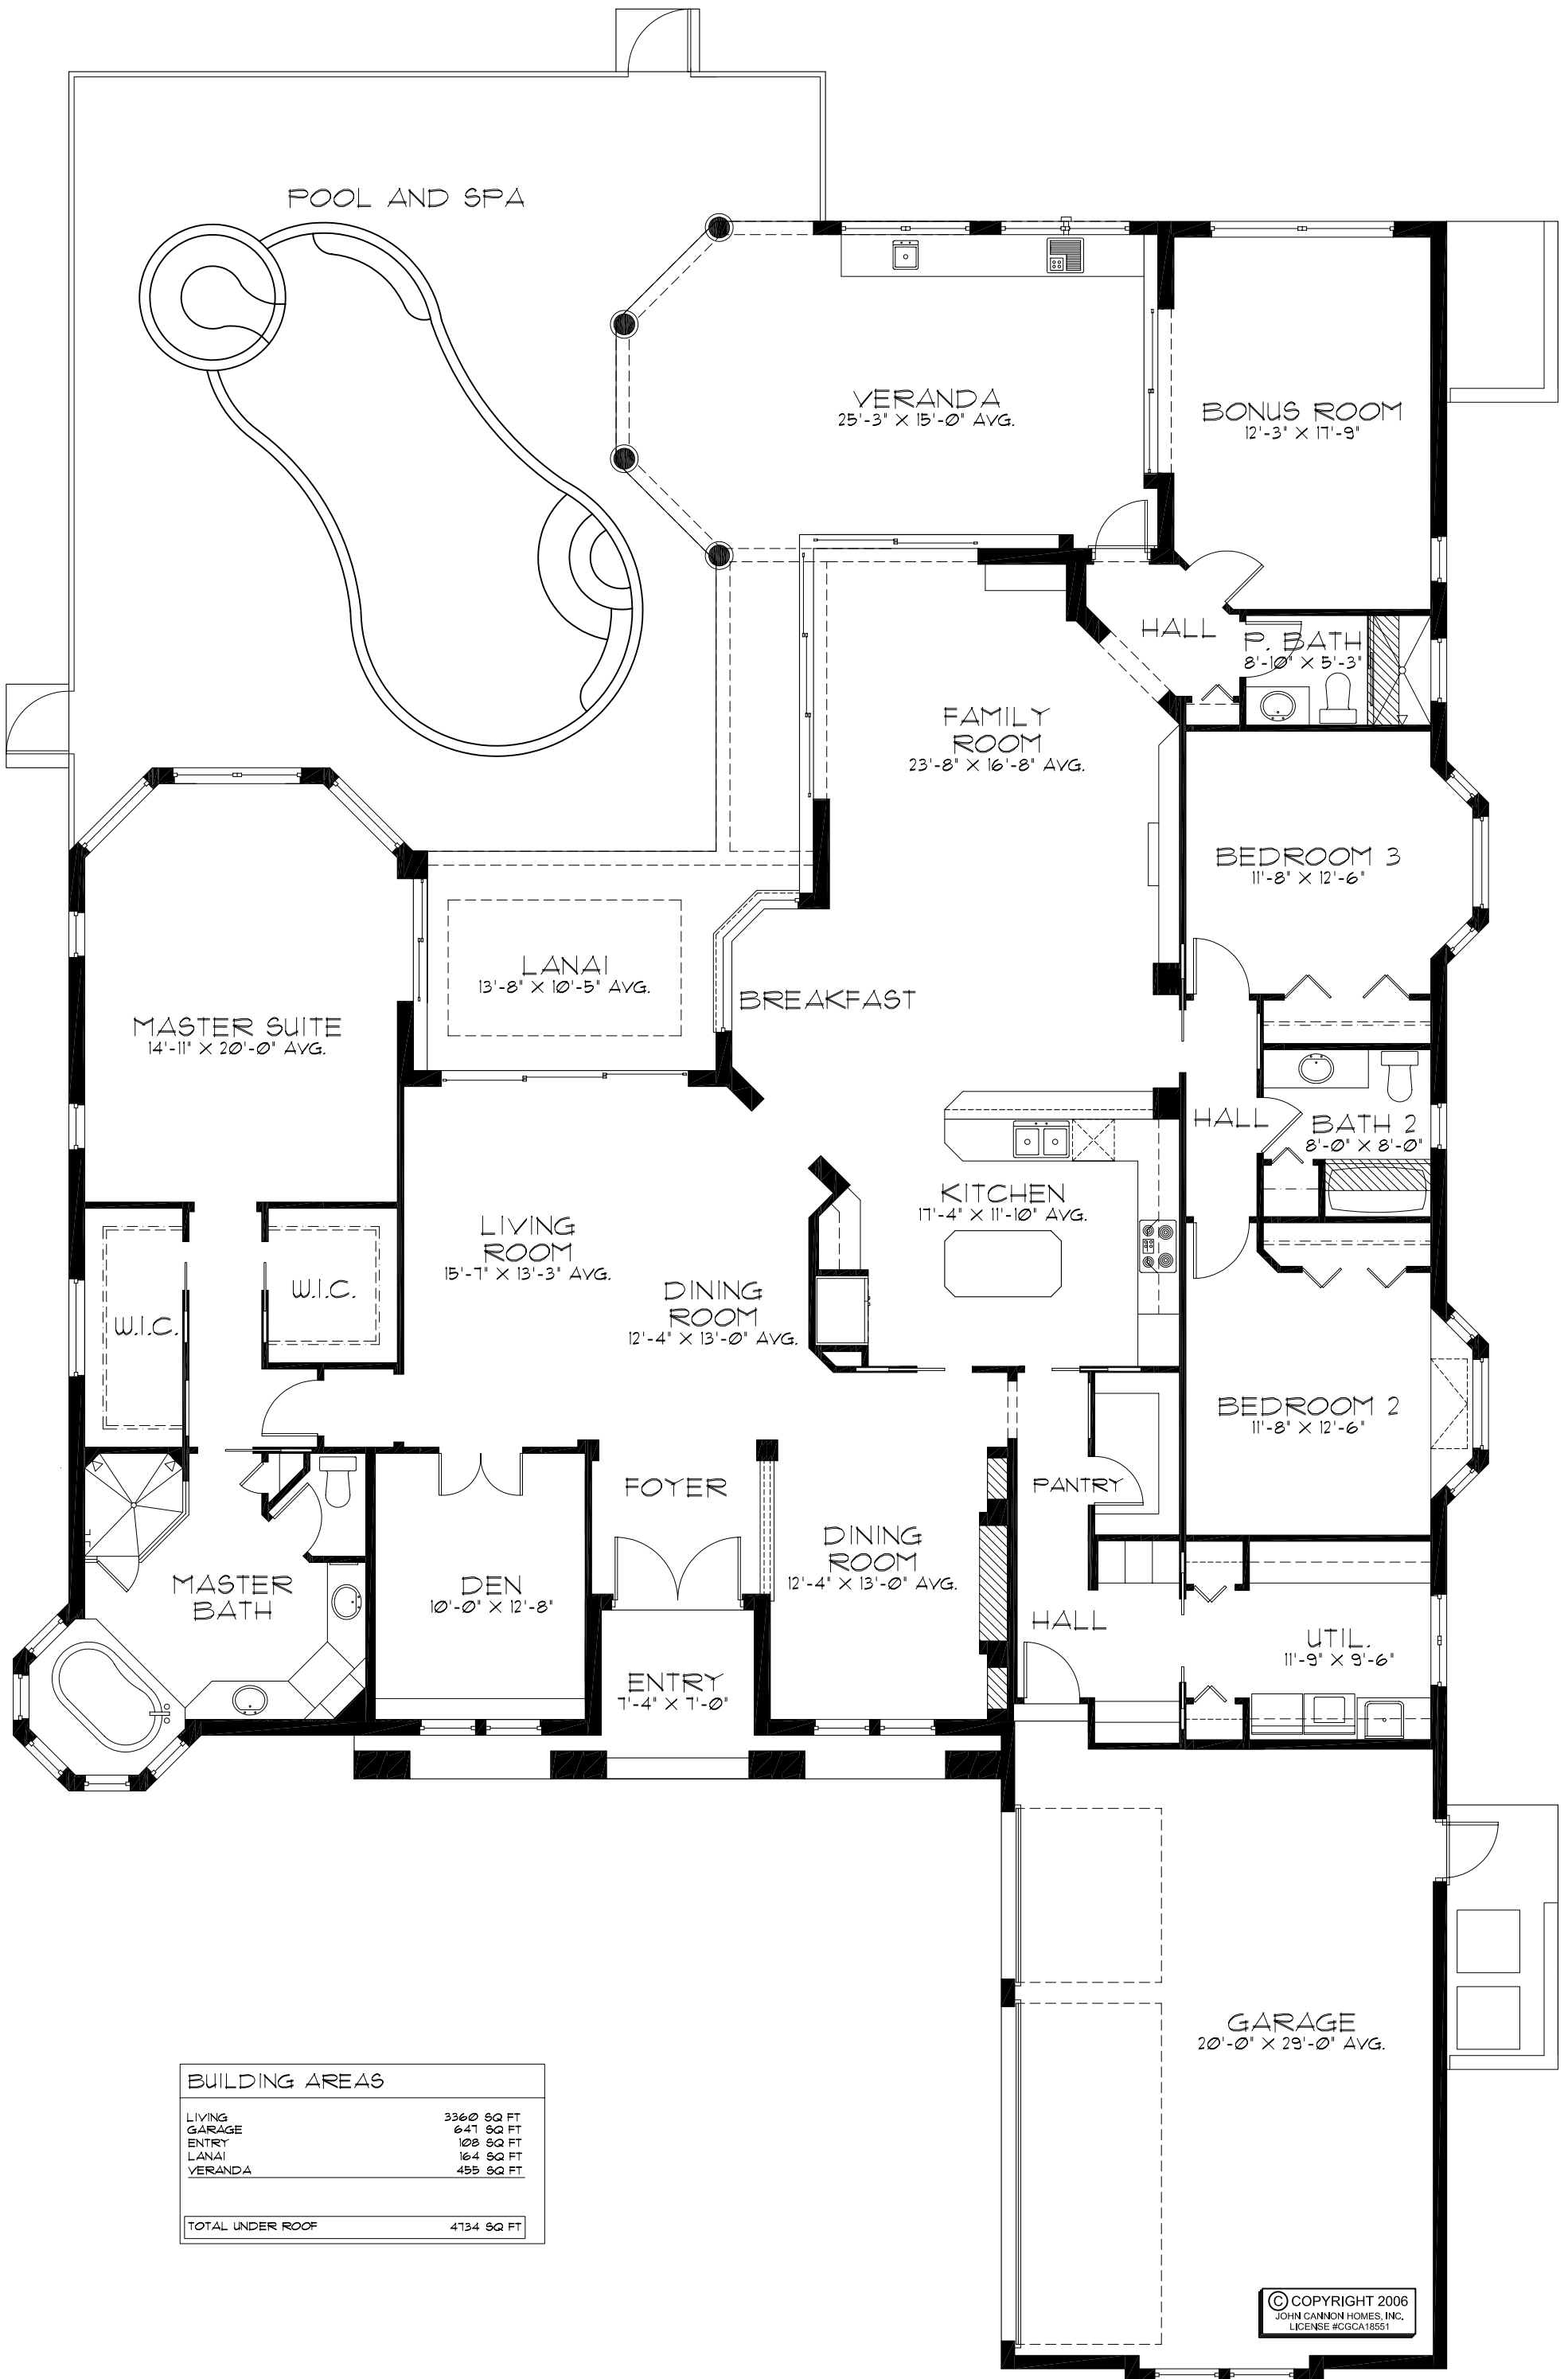 POOL AND SPA
VERANDA
25'-3" X 15'-0" AVG.
BONUS ROOM
12'-3" X 17'-9"
HALL
P. BATH
8'-10" X 5'-3"
FAMILY
ROOM
23'-8" X 16'-8" AVG.
BEDROOM 3
11'-8" X 12'-6"
LANAI
13'-8" X 10'-5" AVG.
BREAKFAST
MASTER SUITE
14'-11" X 20'-0" AVG.
HALL
BATH 2
8'-0" X 8'-0"
KITCHEN
17'-4" X 11'-10" AVG.
LIVING
ROOM
15'-7" X 13'-3" AVG.
DINING
ROOM
12'-4" X 13'-0" AVG.
W.I.C.
W.I.C.
BEDROOM 2
11'-8" X 12'-6"
FOYER
PANTRY
DINING
ROOM
12'-4" X 13'-0" AVG.
MASTER
BATH
DEN
10'-0" X 12'-8"
HALL
UTIL.
11'-9" X 9'-6"
ENTRY
7'-4" X 7'-0"
GARAGE
20'-0" X 29'-0" AVG.
BUILDING AREAS
LIVING 3360 SQ FT
GARAGE 647 SQ FT
ENTRY 108 SQ FT
LANAI 164 SQ FT
VERANDA 455 SQ FT
TOTAL UNDER ROOF 4734 SQ FT
© COPYRIGHT 2006
JOHN CANNON HOMES, INC.
LICENSE #CGCA18551